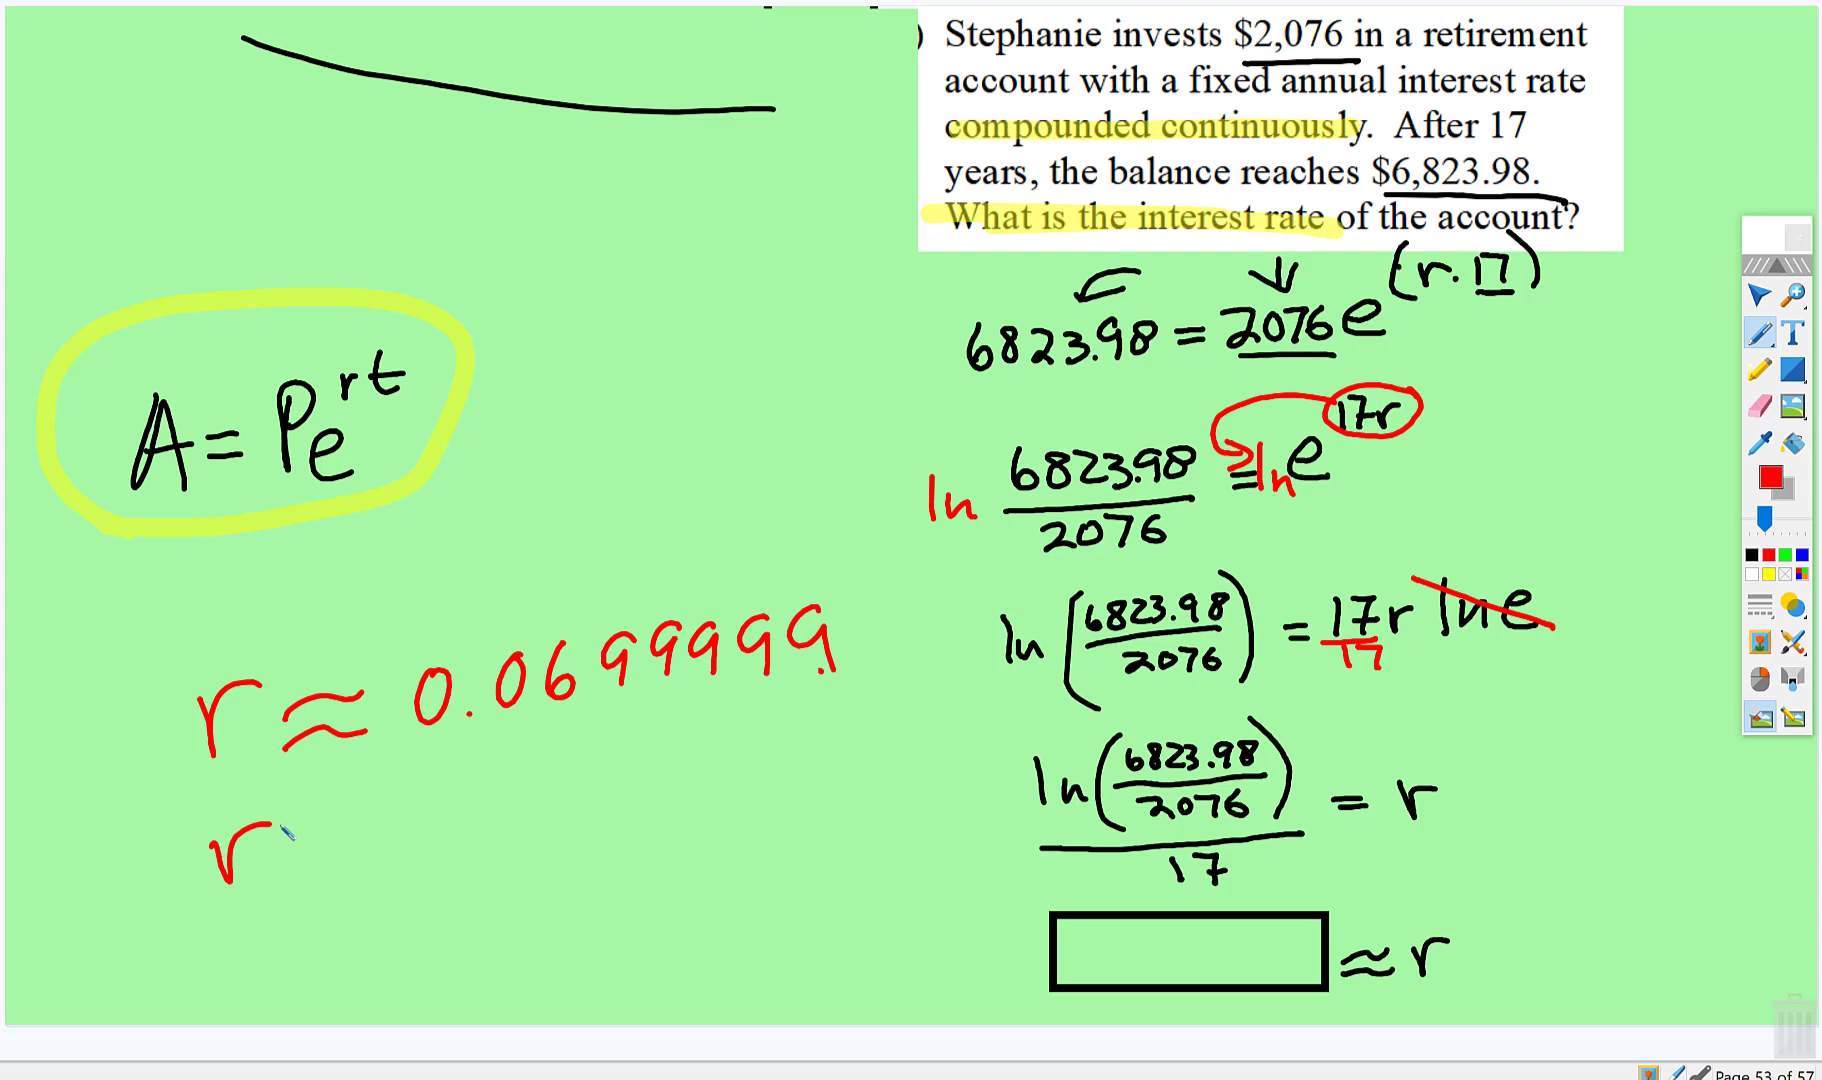 ) Stephanie invests $2,076 in a retirement
account with a fixed annual interest rate
compounded continuously. After 17
years, the balance reaches $6,823.98.
What is the interest rate of the account?
6823.98 = 2076e^(r·17)
A = Pe^rt
ln 6823.98/2076 = ln e^17r
ln(6823.98/2076) = 17r/17 ln e
r ≈ 0.0699999
ln(6823.98/2076)/17 = r
r
≈ r
T
Page 53 of 57